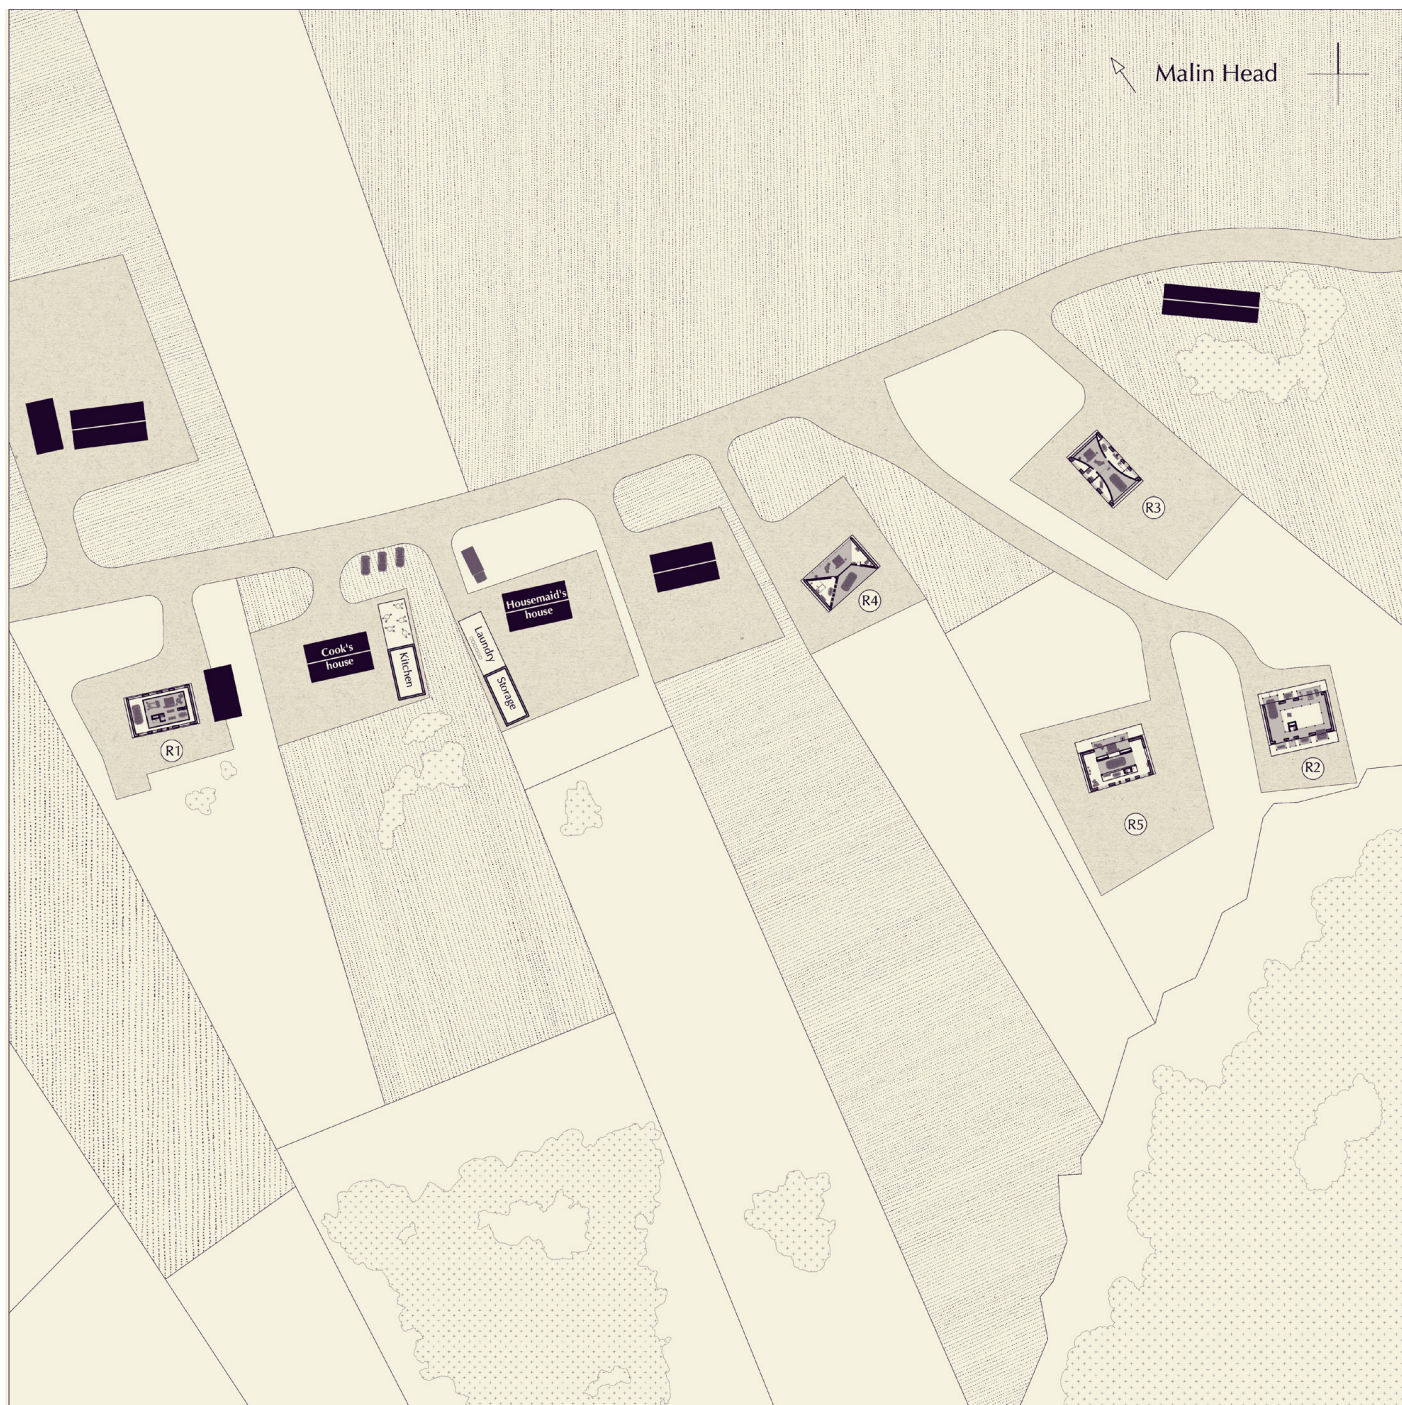 Malin Head
R3
Housemaid's
house
R4
Laundry
Cook's
house
Kitchen
Storage
R1
R2
R5